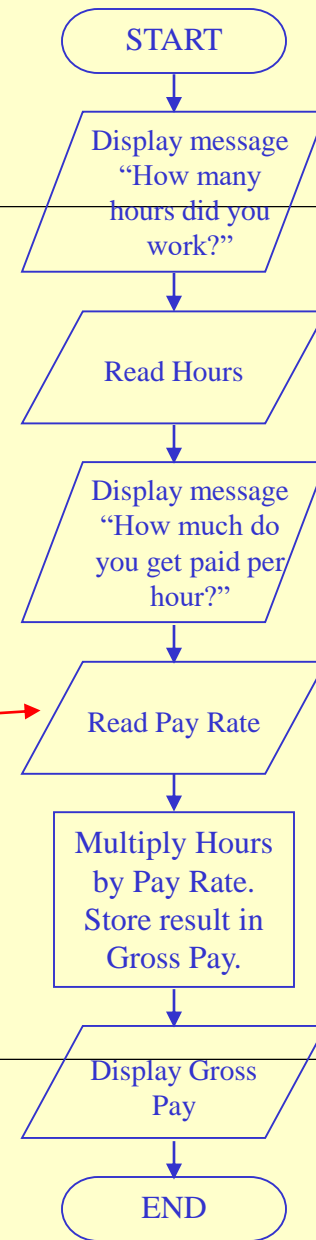 START
Display message
“How many
hours did you
work?”
Read Hours
Display message
“How much do
you get paid per
hour?”
Read Pay Rate
Multiply Hours
by Pay Rate.
Store result in
Gross Pay.
Display Gross
Pay
END